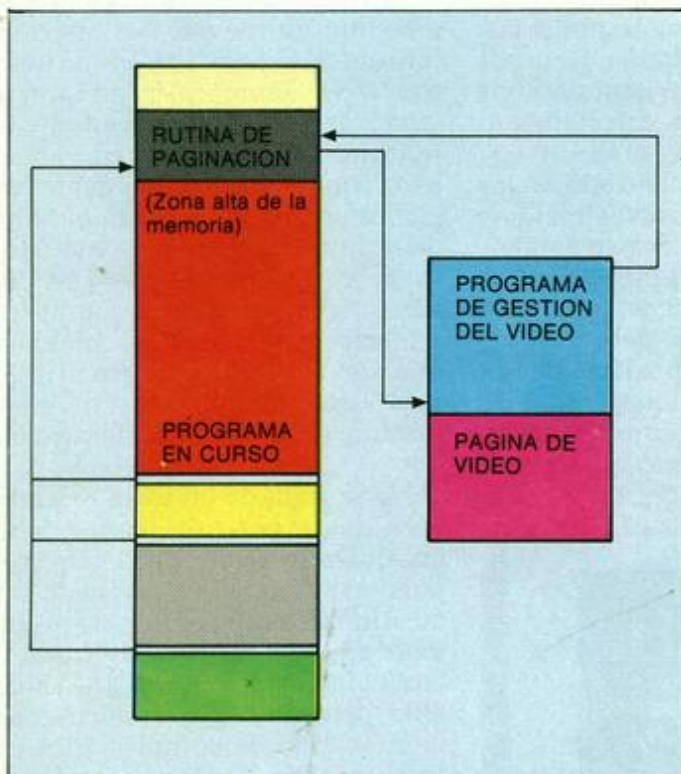 RUTINA DE
PAGINACION
(Zona alta de la
memoria)
PROGRAMA
EN CURSO
PROGRAMA
DE GESTION
DEL VIDEO
PAGINA DE
VIDEO